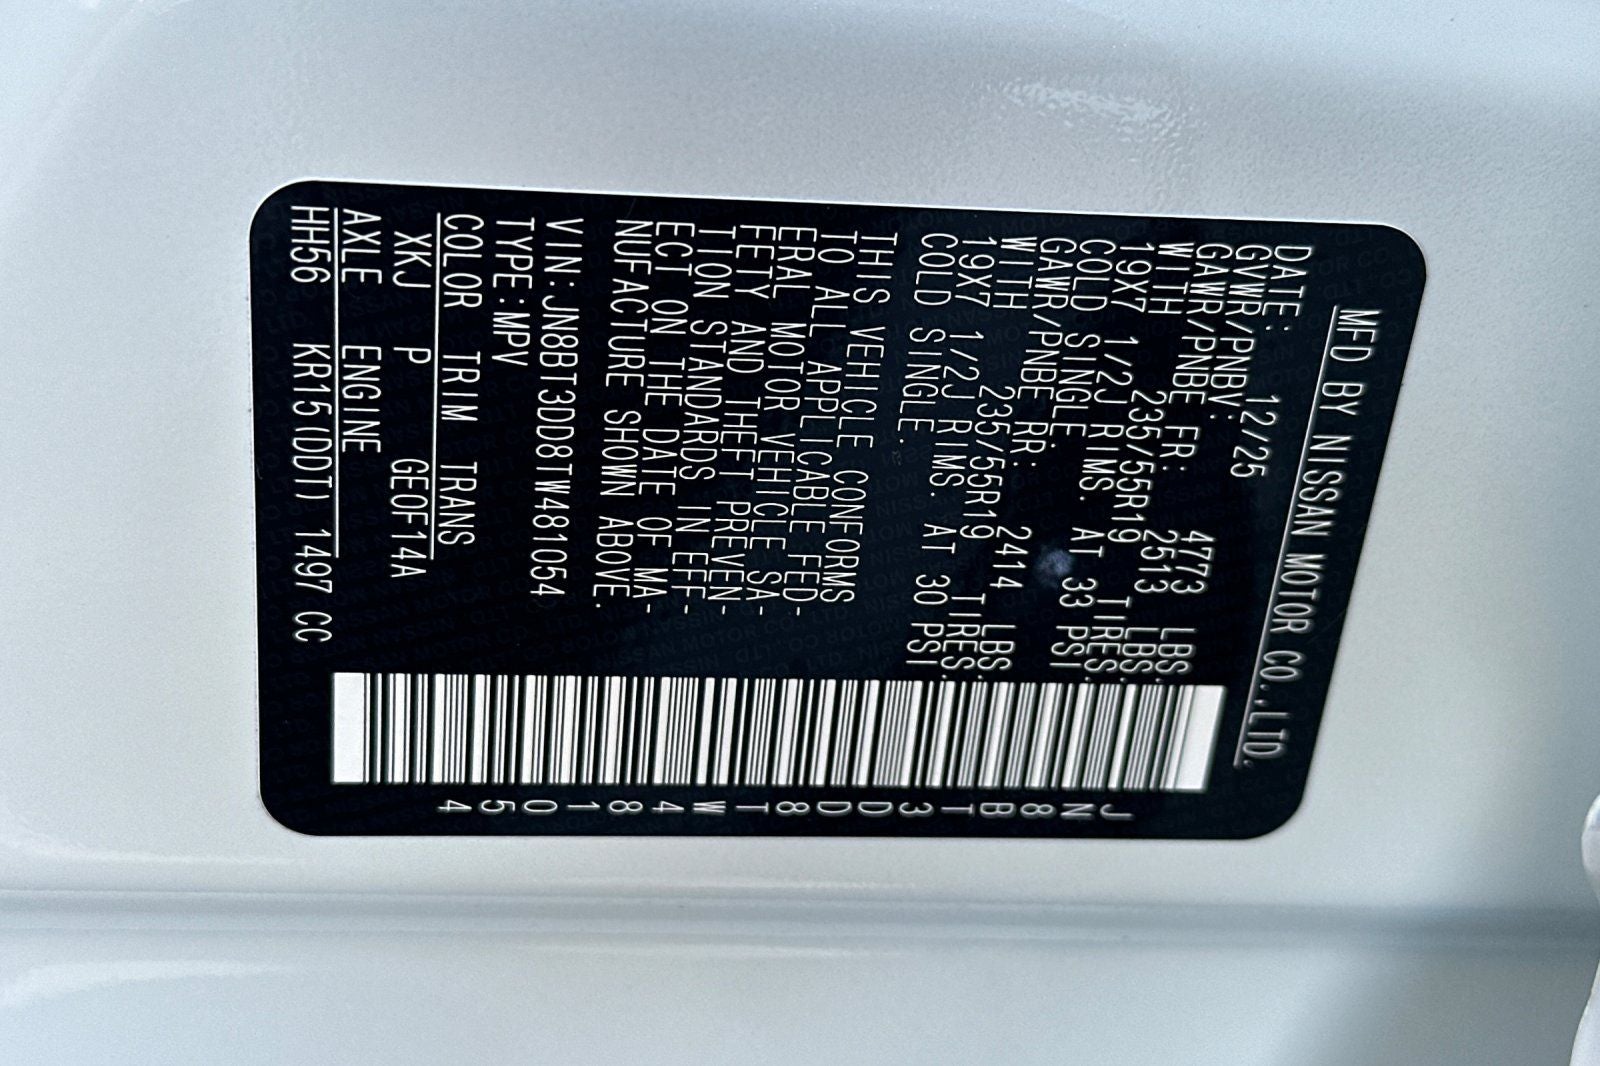 MFD BY NISSAN MOTOR CO.,LTD.
DATE: 12/25
GVWR/PNBV: 4773 LBS.
GAWR/PNBE FR: 2513 LBS.
WITH 235/55R19 TIRES.
19X7 1/2J RIMS. AT 33 PSI.
COLD SINGLE.
GAWR/PNBE RR: 2414 LBS.
WITH 235/55R19 TIRES.
19X7 1/2J RIMS. AT 30 PSI.
COLD SINGLE.
THIS VEHICLE CONFORMS
TO ALL APPLICABLE FED-
ERAL MOTOR VEHICLE SA-
FETY AND THEFT PREVEN-
TION STANDARDS IN EFF-
ECT ON THE DATE OF MA-
NUFACTURE SHOWN ABOVE.
VIN:JN8BT3DD8TW481054
TYPE:MPV
COLOR TRIM TRANS
XKJ P GE0F14A
AXLE ENGINE
HH56 KR15(DDT) 1497 CC
JN8BT3DD8TW481054